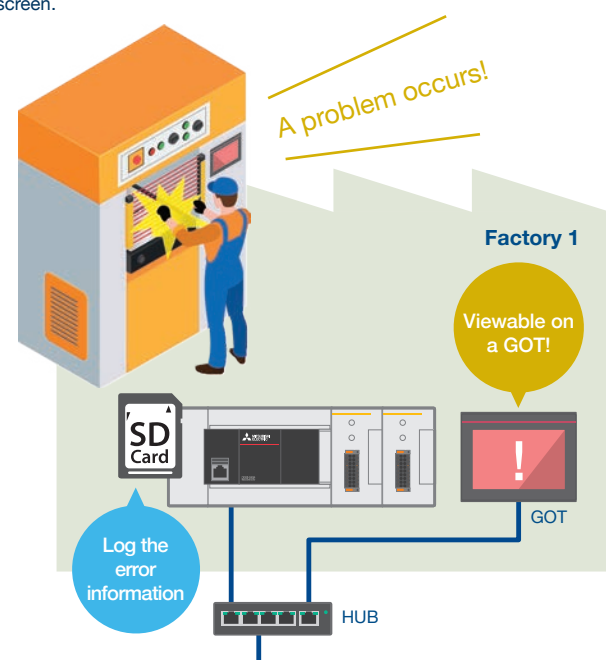 screen.
A problem occurs!
Factory 1
Viewable on
a GOT!
SD
Card
GOT
Log the
error
information
HUB